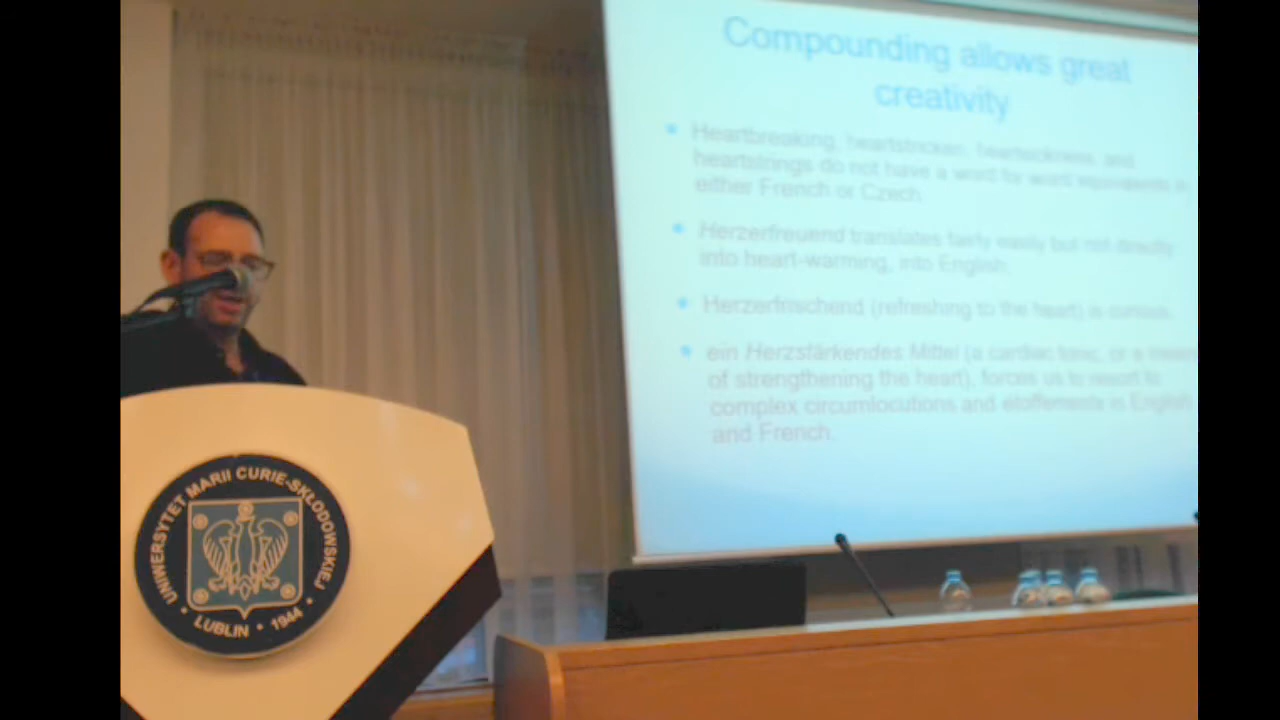 Compounding allows great
creativity
Heartbreaking, heartstricken, heartsickness, and
heartstrings do not have a word for word equivalents in
either French or Czech.
Herzerfreuend translates fairly easily but not directly
into heart-warming, into English.
Herzerfrischend (refreshing to the heart) is
ein Herzstärkendes Mittel (a cardiac tonic, or a means
of strengthening the heart), forces us to resort to
complex circumlocutions and étoffements in English
and French.
UNIWERSYTET MARII CURIE-SKŁODOWSKIEJ
LUBLIN • 1944